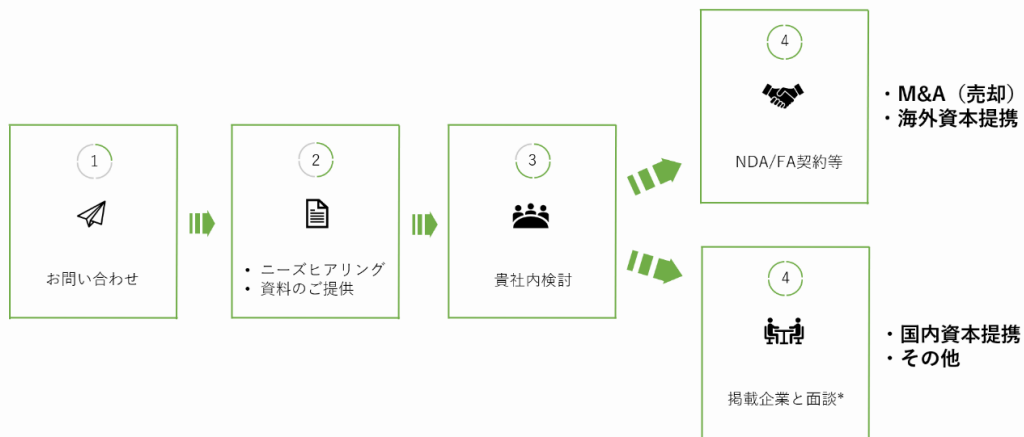 1
お問い合わせ
2
• ニーズヒアリング
• 資料のご提供
3
貴社内検討
4
NDA/FA契約等
・M&A（売却）
・海外資本提携
4
掲載企業と面談*
・国内資本提携
・その他